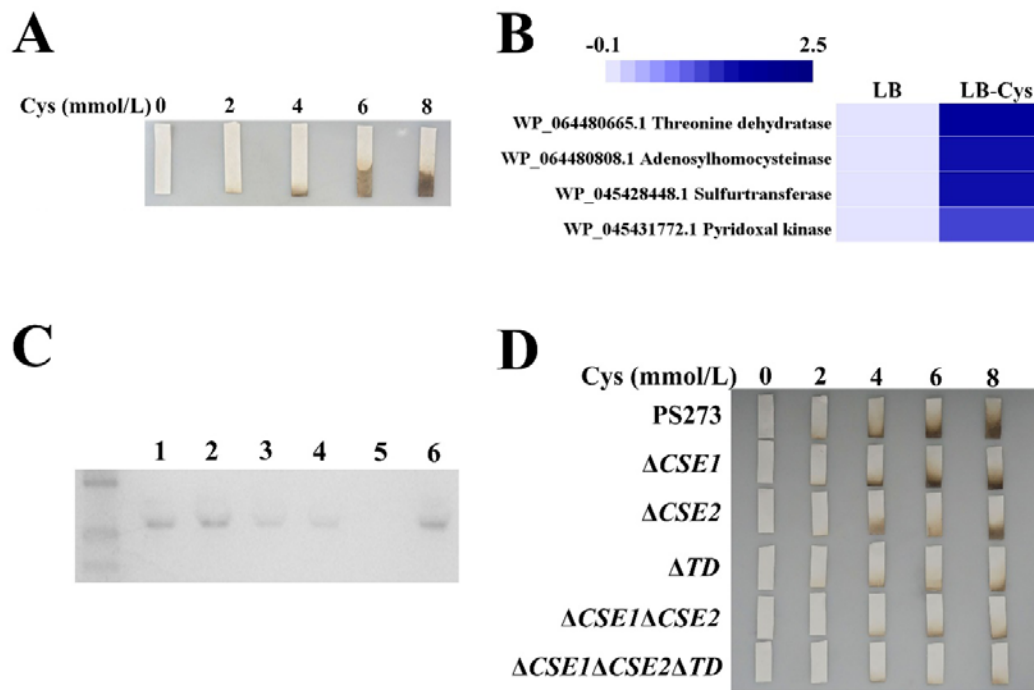 A
Cys (mmol/L) 0 2 4 6 8
B
-0.1 2.5
LB LB-Cys
WP_064480665.1 Threonine dehydratase
WP_064480808.1 Adenosylhomocysteinase
WP_045428448.1 Sulfurtransferase
WP_045431772.1 Pyridoxal kinase
C
1 2 3 4 5 6
D
Cys (mmol/L) 0 2 4 6 8
PS273
ΔCSE1
ΔCSE2
ΔTD
ΔCSE1ΔCSE2
ΔCSE1ΔCSE2ΔTD